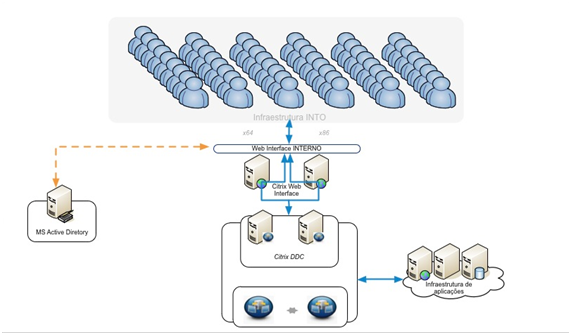 Infraestrutura INTO
x64
x86
Web Interface INTERNO
Citrix Web
Interface
MS Active Diretory
Citrix DDC
Infraestrutura de
aplicações